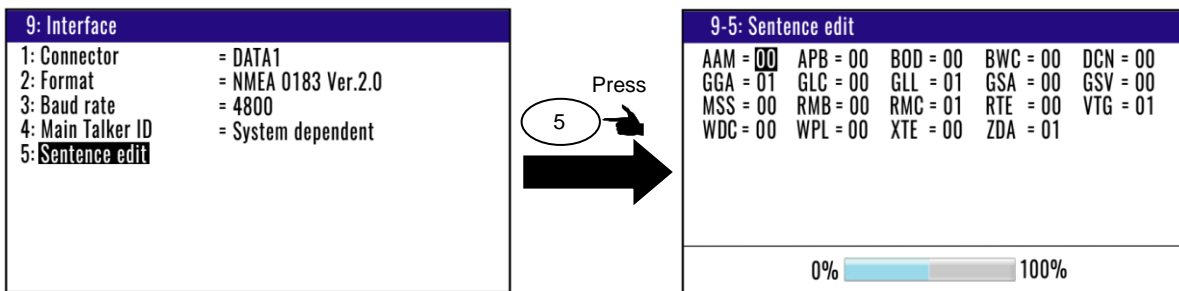 9: Interface
1: Connector = DATA1
2: Format = NMEA 0183 Ver.2.0
3: Baud rate = 4800
4: Main Talker ID = System dependent
5: Sentence edit
Press
5
9-5: Sentence edit
AAM = 00 APB = 00 BOD = 00 BWC = 00 DCN = 00
GGA = 01 GLC = 00 GLL = 01 GSA = 00 GSV = 00
MSS = 00 RMB = 00 RMC = 01 RTE = 00 VTG = 01
WDC = 00 WPL = 00 XTE = 00 ZDA = 01
0% 100%